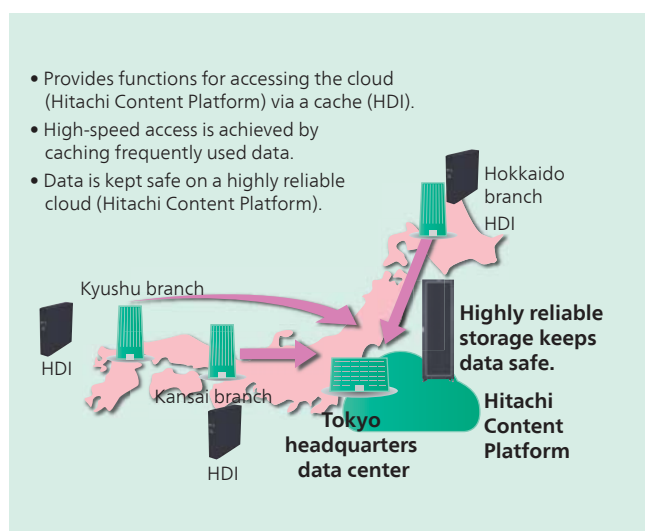 • Provides functions for accessing the cloud
(Hitachi Content Platform) via a cache (HDI).
• High-speed access is achieved by
caching frequently used data.
• Data is kept safe on a highly reliable
cloud (Hitachi Content Platform).
Hokkaido
branch
HDI
Kyushu branch
HDI
Kansai branch
HDI
Highly reliable
storage keeps
data safe.
Tokyo
headquarters
data center
Hitachi
Content
Platform